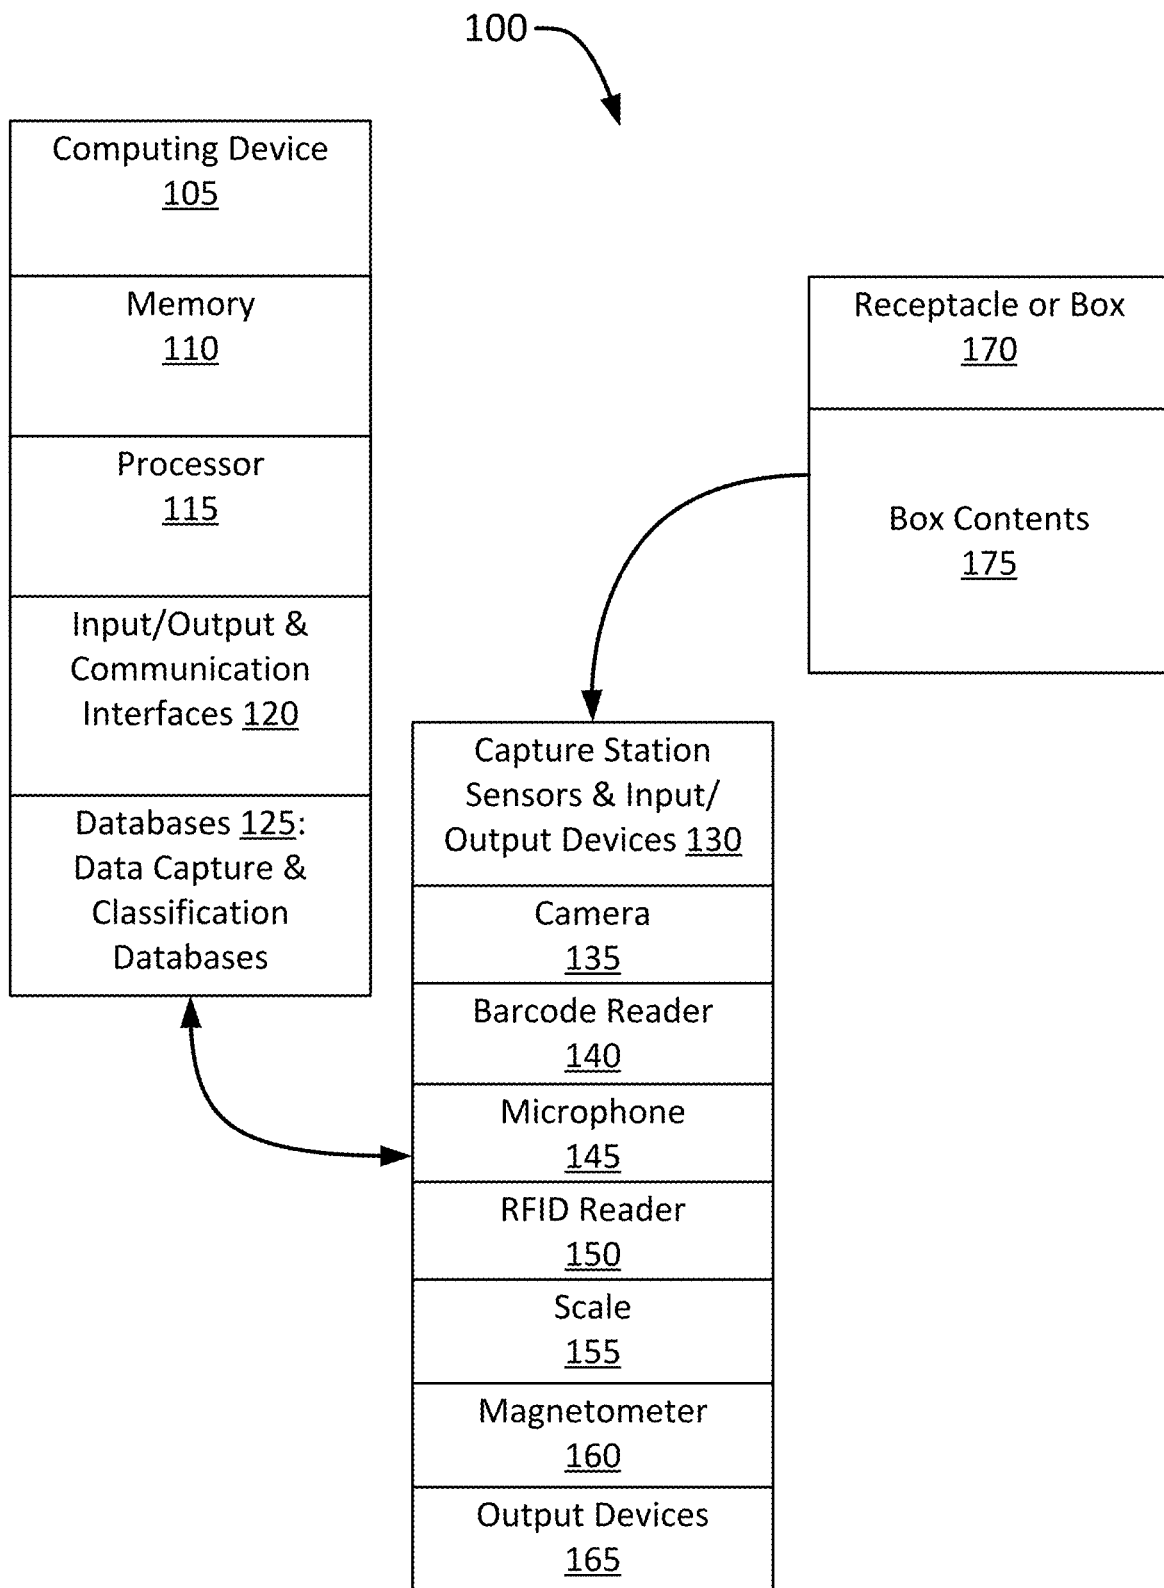 100
Computing Device
105
Memory
110
Processor
115
Input/Output &
Communication
Interfaces 120
Databases 125:
Data Capture &
Classification
Databases
Receptacle or Box
170
Box Contents
175
Capture Station
Sensors & Input/
Output Devices 130
Camera
135
Barcode Reader
140
Microphone
145
RFID Reader
150
Scale
155
Magnetometer
160
Output Devices
165